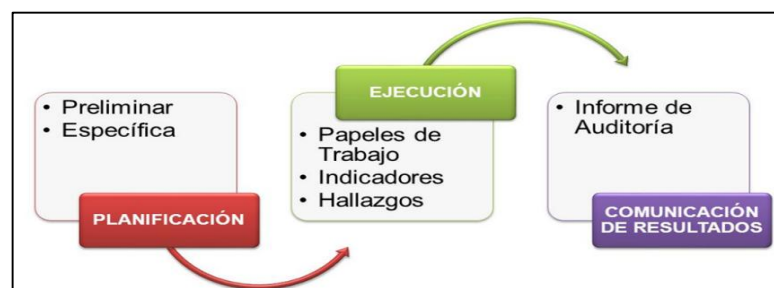 • Preliminar
• Específica
PLANIFICACIÓN
EJECUCIÓN
• Papeles de
Trabajo
• Indicadores
• Hallazgos
• Informe de
Auditoría
COMUNICACIÓN
DE RESULTADOS